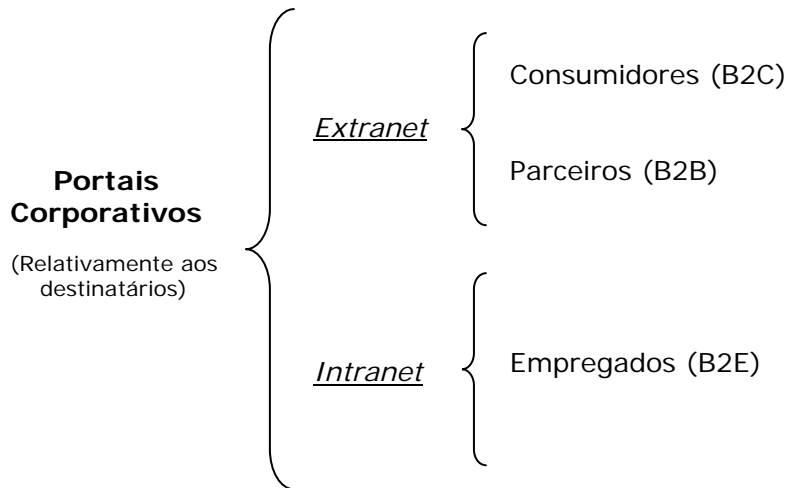 Portais
Corporativos
(Relativamente aos
destinatários)
Extranet
Consumidores (B2C)
Parceiros (B2B)
Intranet
Empregados (B2E)